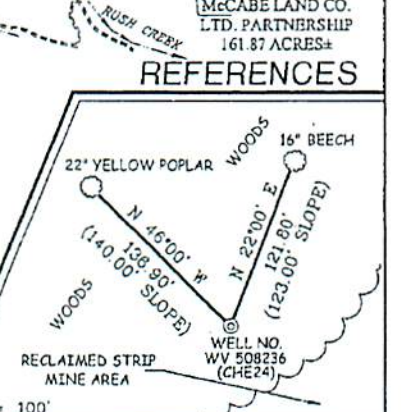 RUSH CREEK
McCABE LAND CO.
LTD. PARTNERSHIP
161.87 ACRES±
REFERENCES
WOODS
16" BEECH
22" YELLOW POPLAR
N 46°00' W
136.90'
(140.00' SLOPE)
N 22°00' E
121.80'
(123.00' SLOPE)
WOODS
WELL NO.
WV 508236
(CHE24)
RECLAIMED STRIP
MINE AREA
100'